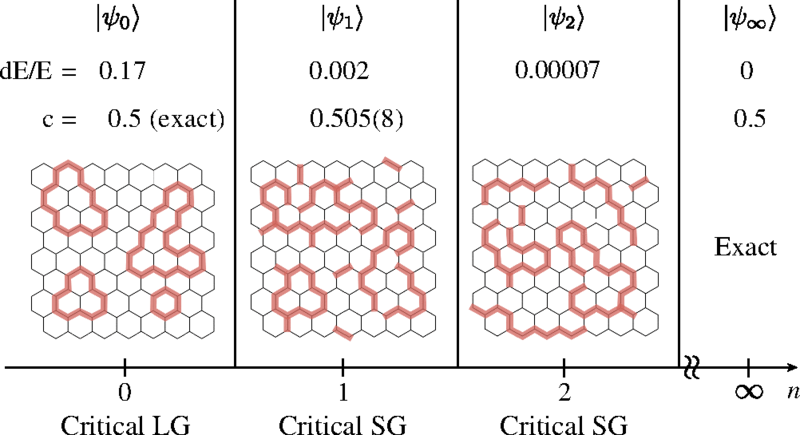 |ψ₀⟩ |ψ₁⟩ |ψ₂⟩ |ψ∞⟩
dE/E = 0.17 0.002 0.00007 0
c = 0.5 (exact) 0.505(8) 0.5
Exact
0 1 2 ∞ n
Critical LG Critical SG Critical SG